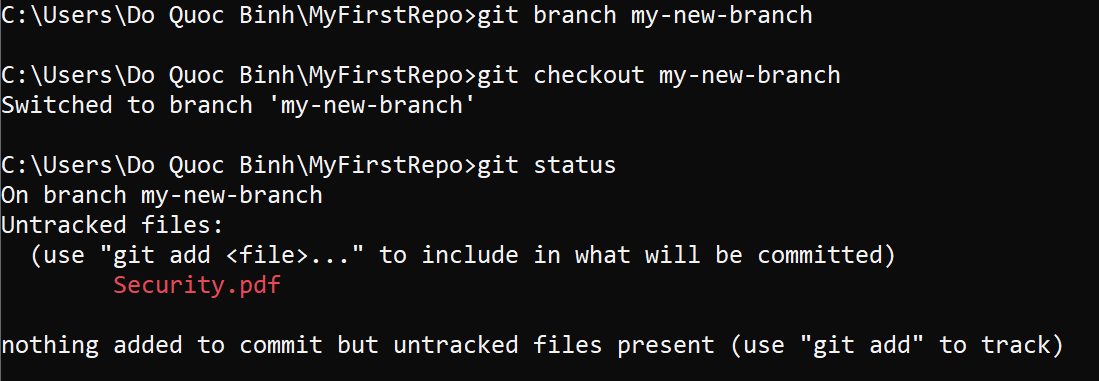 C:\Users\Do Quoc Binh\MyFirstRepo>git branch my-new-branch
C:\Users\Do Quoc Binh\MyFirstRepo>git checkout my-new-branch
Switched to branch 'my-new-branch'
C:\Users\Do Quoc Binh\MyFirstRepo>git status
On branch my-new-branch
Untracked files:
  (use "git add <file>..." to include in what will be committed)
        Security.pdf
nothing added to commit but untracked files present (use "git add" to track)